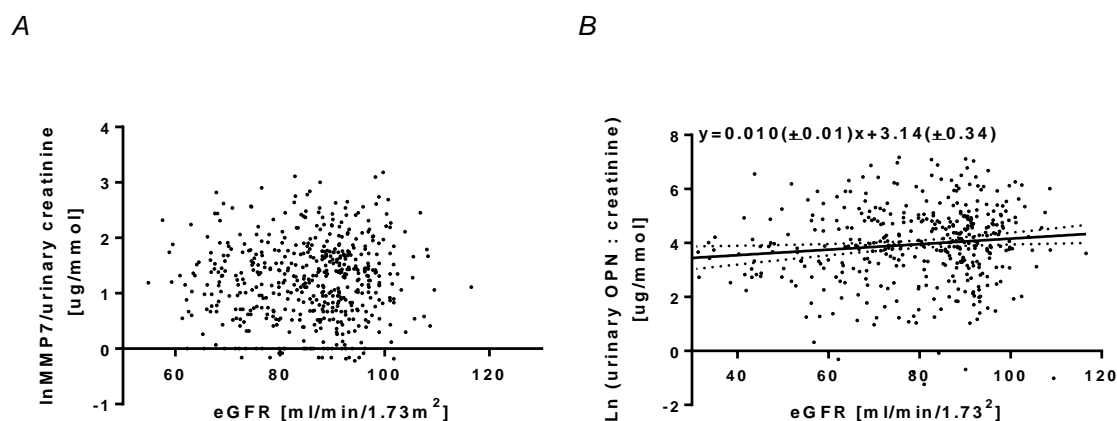 A
B
lnMMP7/urinary creatinine
[ug/mmol]
4
3
2
1
0
-1
60
80
100
120
eGFR [ml/min/1.73m²]
Ln (urinary OPN : creatinine)
[ug/mmol]
y=0.010(±0.01)x+3.14(±0.34)
8
6
4
2
0
-2
40
60
80
100
120
eGFR [ml/min/1.73²]